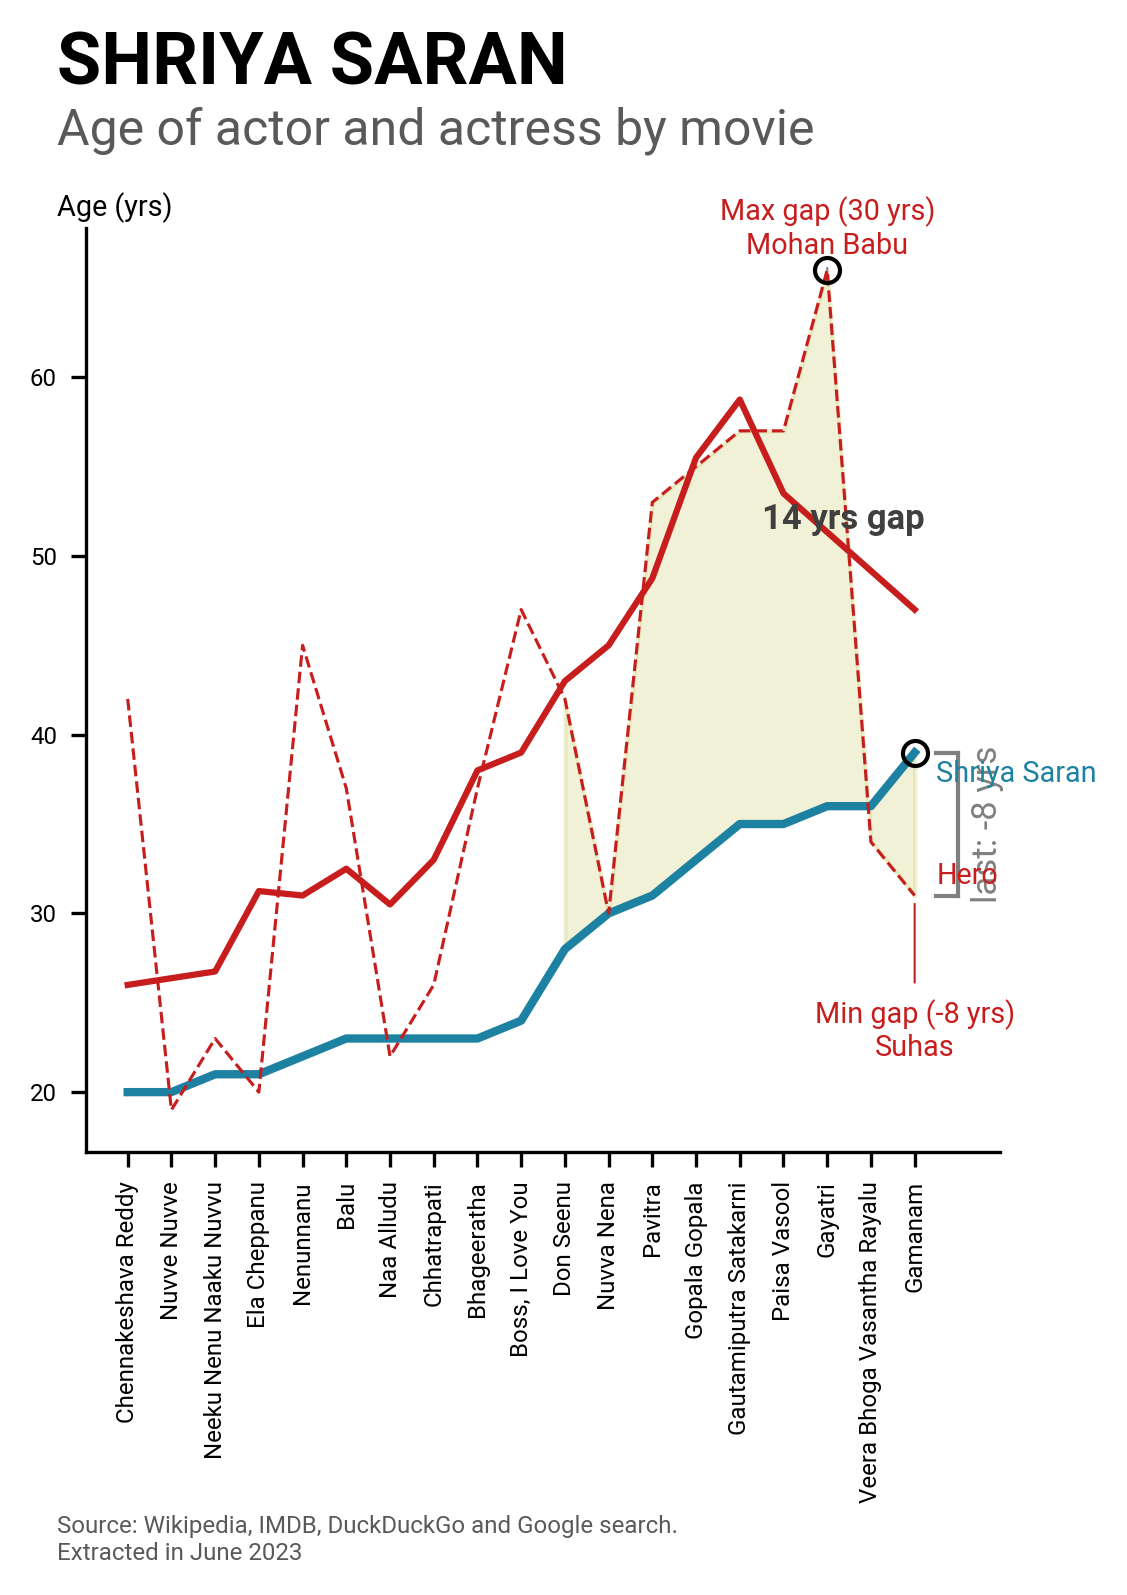 SHRIYA SARAN
Age of actor and actress by movie
Age (yrs)
Max gap (30 yrs)
Mohan Babu
60
50
40
30
20
14 yrs gap
Shriya Saran
last: -8 yrs
Hero
Min gap (-8 yrs)
Suhas
Chennakeshava Reddy
Nuvve Nuvve
Neeku Nenu Naaku Nuvvu
Ela Cheppanu
Nenunnanu
Balu
Naa Alludu
Chhatrapati
Bhageeratha
Boss, I Love You
Don Seenu
Nuvva Nena
Pavitra
Gopala Gopala
Gautamiputra Satakarni
Paisa Vasool
Gayatri
Veera Bhoga Vasantha Rayalu
Gamanam
Source: Wikipedia, IMDB, DuckDuckGo and Google search.
Extracted in June 2023